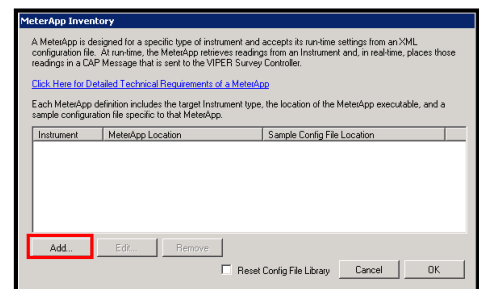 MeterApp Inventory
A MeterApp is designed for a specific type of instrument and accepts its run-time settings from an XML
configuration file. At run-time, the MeterApp retrieves readings from an Instrument and, in real-time, places those
readings in a CAP Message that is sent to the VIPER Survey Controller.
Click Here for Detailed Technical Requirements of a MeterApp
Each MeterApp definition includes the target Instrument type, the location of the MeterApp executable, and a
sample configuration file specific to that MeterApp.
Instrument MeterApp Location Sample Config File Location
Add... Edit... Remove
Reset Config File Library Cancel OK